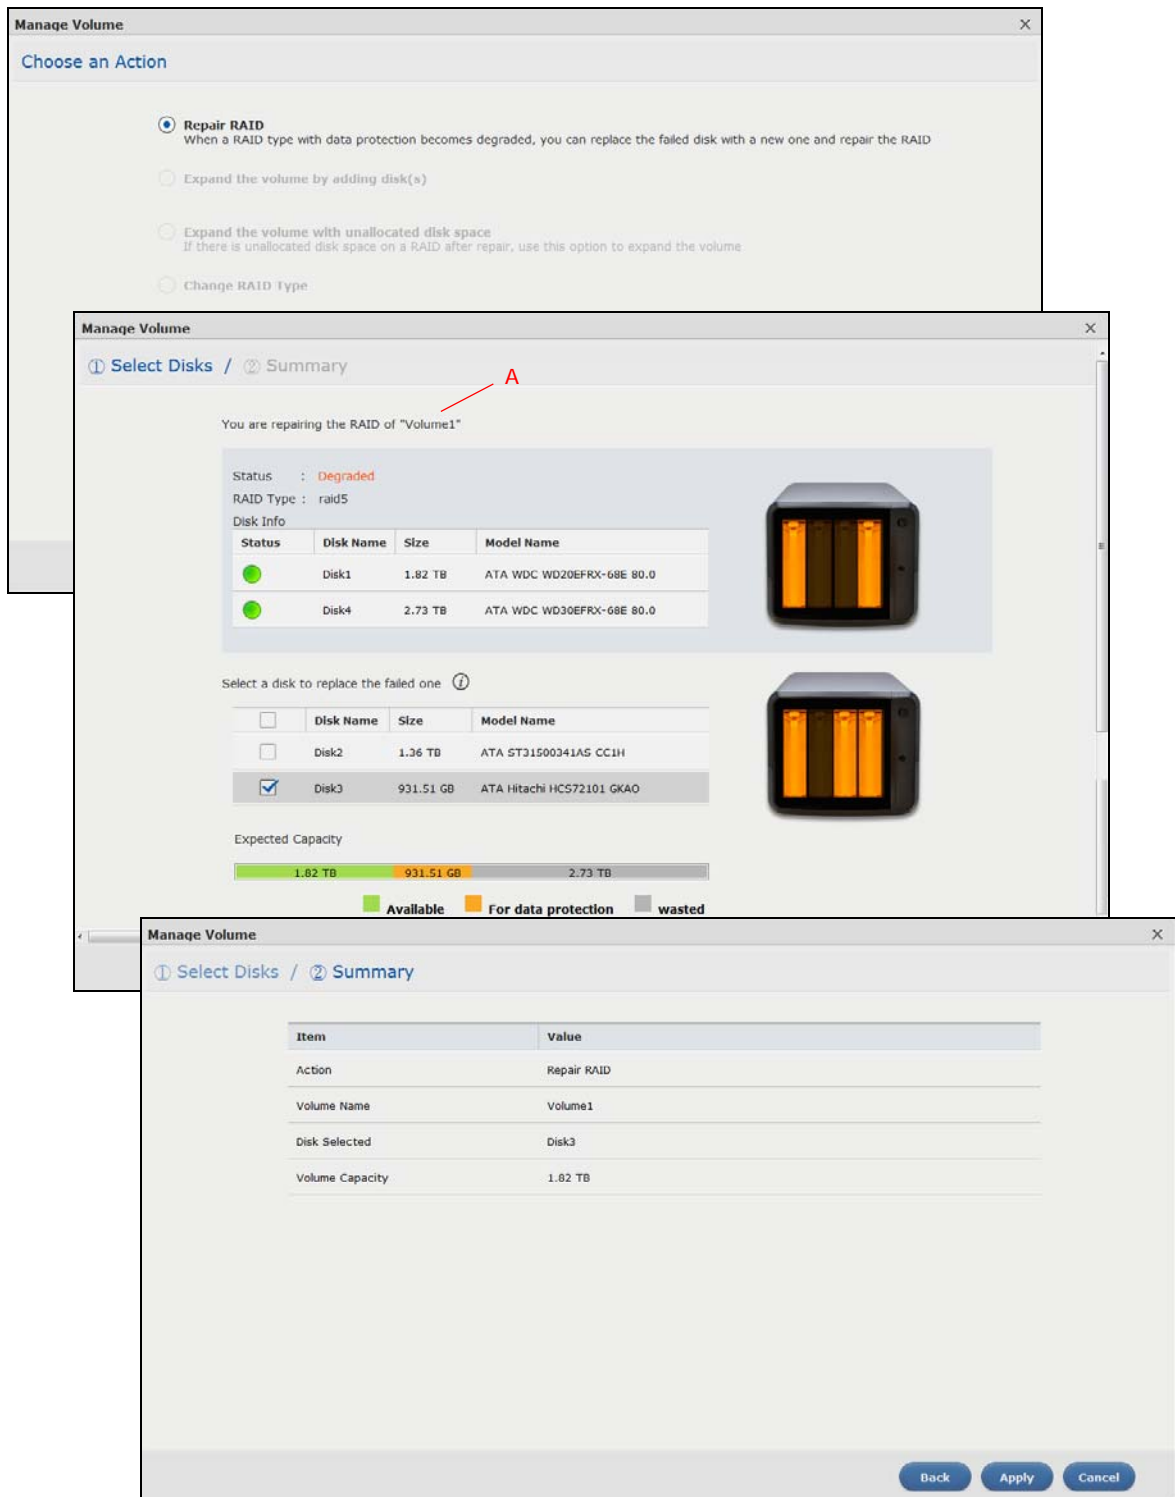 Manage Volume
Choose an Action
Repair RAID
When a RAID type with data protection becomes degraded, you can replace the failed disk with a new one and repair the RAID
Expand the volume by adding disk(s)
Expand the volume with unallocated disk space
If there is unallocated disk space on a RAID after repair, use this option to expand the volume
Change RAID Type
Manage Volume
① Select Disks / ② Summary
A
You are repairing the RAID of "Volume1"
Status : Degraded
RAID Type : raid5
Disk Info
Status Disk Name Size Model Name
Disk1 1.82 TB ATA WDC WD20EFRX-68E 80.0
Disk4 2.73 TB ATA WDC WD30EFRX-68E 80.0
Select a disk to replace the failed one i
Disk Name Size Model Name
Disk2 1.36 TB ATA ST31500341AS CC1H
Disk3 931.51 GB ATA Hitachi HCS72101 GKAO
Expected Capacity
1.82 TB 931.51 GB 2.73 TB
Available For data protection wasted
Manage Volume
① Select Disks / ② Summary
Item Value
Action Repair RAID
Volume Name Volume1
Disk Selected Disk3
Volume Capacity 1.82 TB
Back Apply Cancel